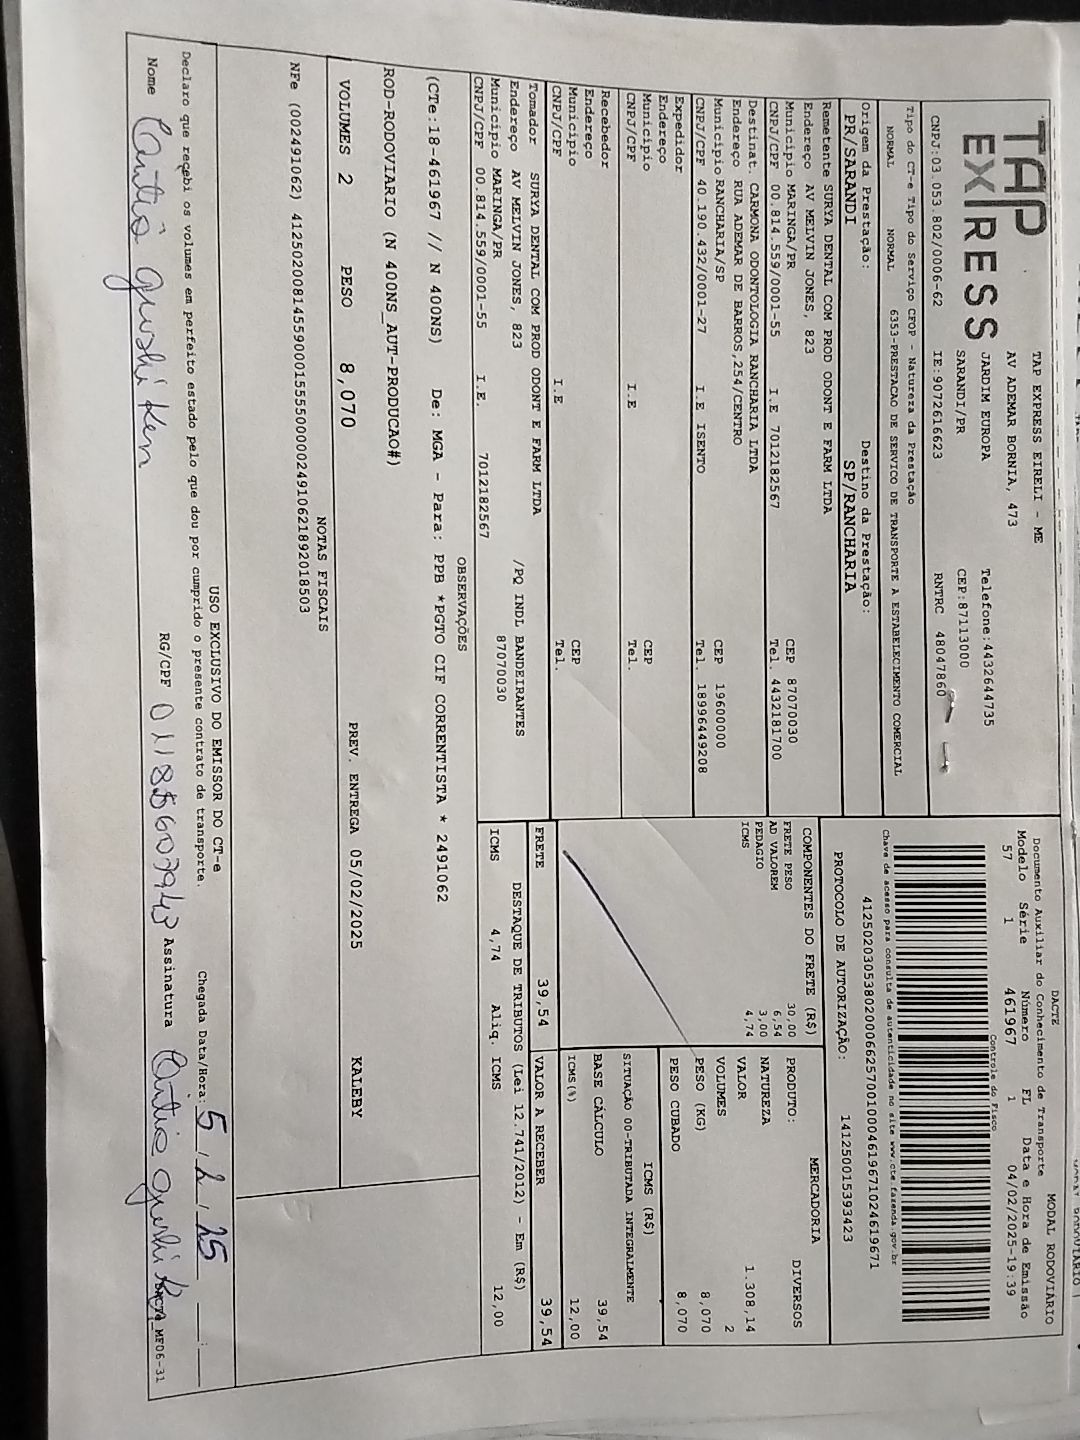 TAP EXPRESS
TAP EXPRESS EIRELI - ME
AV ADEMAR BORNIA, 473
JARDIM EUROPA
Telefone:4432644735
SARANDI/PR
CEP:87113000
CNPJ:03.053.802/0006-62
IE:9072616623
RNTRC 48047860
Tipo do CT-e Tipo do Serviço CFOP - Natureza da Prestação
NORMAL NORMAL 6353-PRESTACAO DE SERVICO DE TRANSPORTE A ESTABELECIMENTO COMERCIAL
Origem da Prestação: Destino da Prestação:
PR/SARANDI SP/RANCHARIA
Remetente SURYA DENTAL COM PROD ODONT E FARM LTDA
Endereço AV MELVIN JONES, 823
Município MARINGA/PR CEP 87070030
CNPJ/CPF 00.814.559/0001-55 I.E 7012182567 Tel. 4432181700
Destinat. CARMONA ODONTOLOGIA RANCHARIA LTDA
Endereço RUA ADEMAR DE BARROS,254/CENTRO
Município RANCHARIA/SP CEP 19600000
CNPJ/CPF 40.190.432/0001-27 I.E ISENTO Tel. 18996449208
Expedidor
Endereço
Município CEP
CNPJ/CPF I.E Tel.
Recebedor
Endereço
Município CEP
CNPJ/CPF I.E Tel.
Tomador SURYA DENTAL COM PROD ODONT E FARM LTDA
Endereço AV MELVIN JONES, 823 /PQ INDL BANDEIRANTES
Município MARINGA/PR 87070030
CNPJ/CPF 00.814.559/0001-55 I.E. 7012182567
DACTE MODAL RODOVIÁRIO
Documento Auxiliar do Conhecimento de Transporte
Modelo Série Número FL Data e Hora de Emissão
57 1 461967 1 04/02/2025-19:39
Controle do Fisco
Chave de acesso para consulta de autenticidade no site www.cte.fazenda.gov.br
41250203053802000662570010004619671024619671
PROTOCOLO DE AUTORIZAÇÃO: 141250015393423
COMPONENTES DO FRETE (R$)
FRETE PESO 30,00
AD VALOREM 6,54
PEDAGIO 3,00
ICMS 4,74
MERCADORIA
PRODUTO: DIVERSOS
NATUREZA
VALOR 1.308,14
VOLUMES 2
PESO (KG) 8,070
PESO CUBADO 8,070
ICMS (R$)
SITUAÇÃO 00-TRIBUTADA INTEGRALMENTE
BASE CÁLCULO 39,54
ICMS(%) 12,00
FRETE 39,54 VALOR A RECEBER 39,54
DESTAQUE DE TRIBUTOS (Lei 12.741/2012) - Em (R$)
ICMS 4,74 Aliq. ICMS 12,00
OBSERVAÇÕES
(CTe:18-461967 // N 400NS) De: MGA - Para: PPB *PGTO CIF CORRENTISTA * 2491062
ROD-RODOVIARIO (N 400NS_AUT-PRODUCAO#)
VOLUMES 2 PESO 8,070 PREV. ENTREGA 05/02/2025 KALEBY
NOTAS FISCAIS
NFe (002491062) 41250200814559000155550000024910621892018503
USO EXCLUSIVO DO EMISSOR DO CT-e
Declaro que recebi os volumes em perfeito estado pelo que dou por cumprido o presente contrato de transporte. Chegada Data/Hora: 5/2/25
Nome RG/CPF Assinatura
DACTE_MF06-31